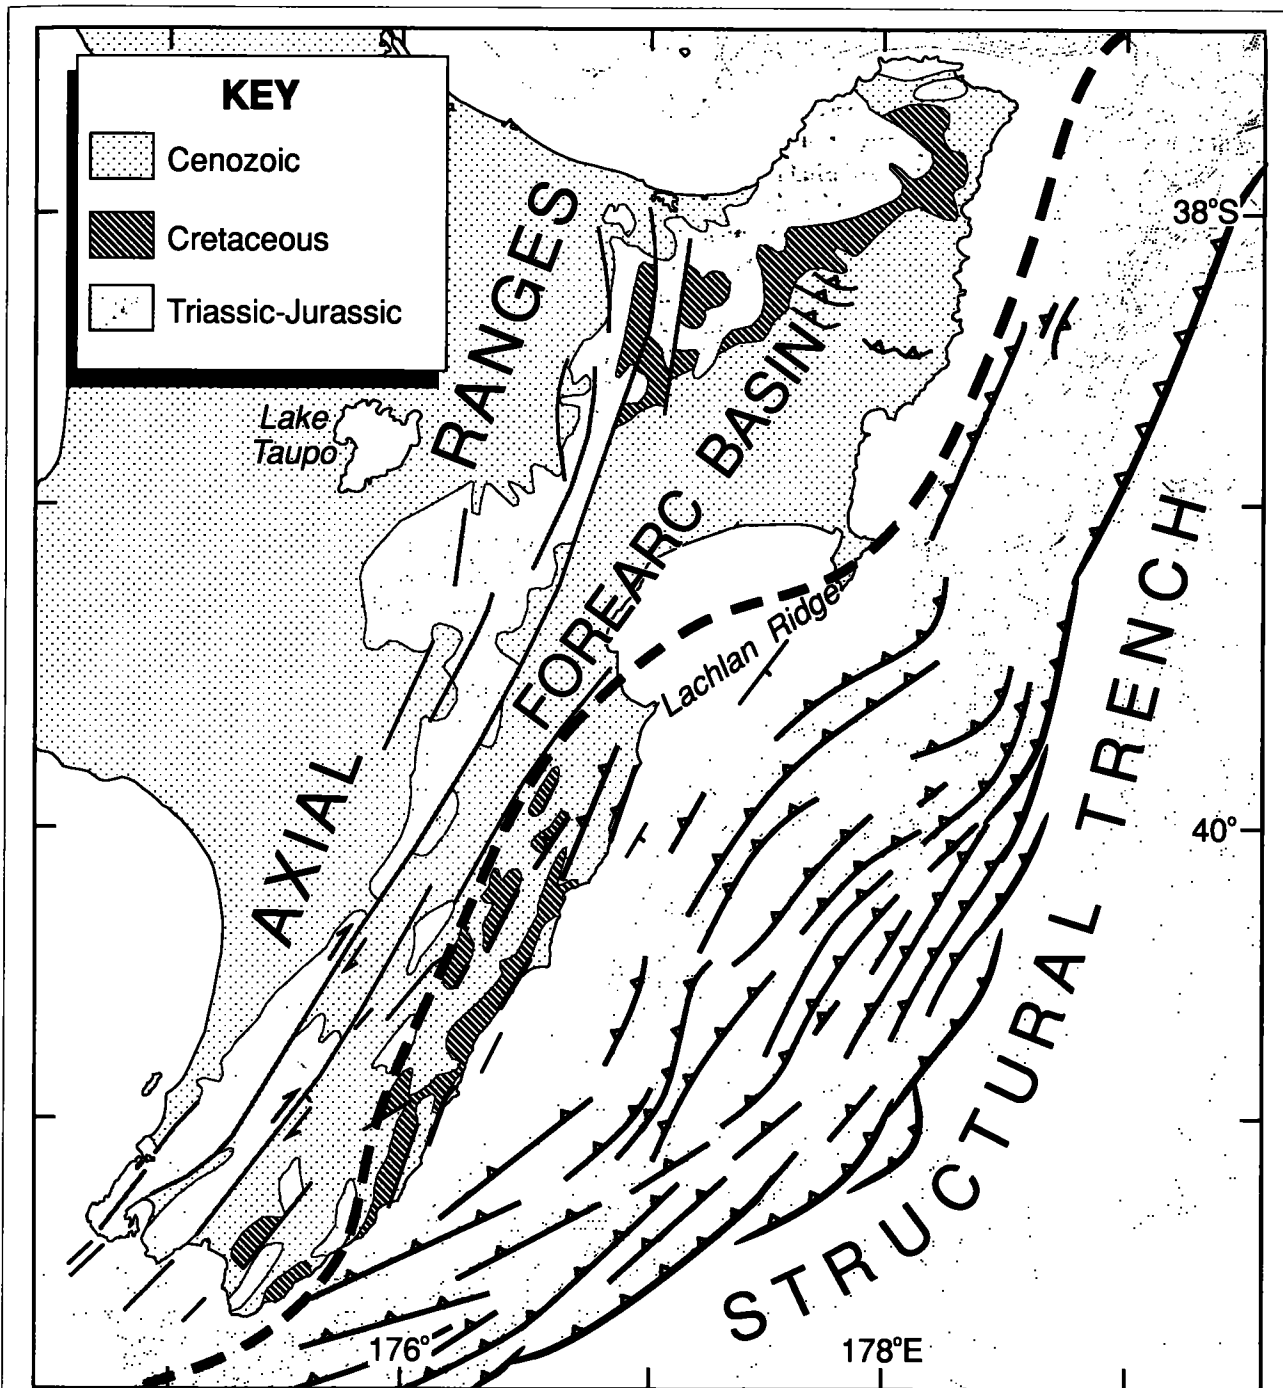 KEY
Cenozoic
Cretaceous
Triassic-Jurassic
38°S
Lake
Taupo
AXIAL RANGES
FOREARC BASIN
Lachlan Ridge
STRUCTURAL TRENCH
40°
176°
178°E